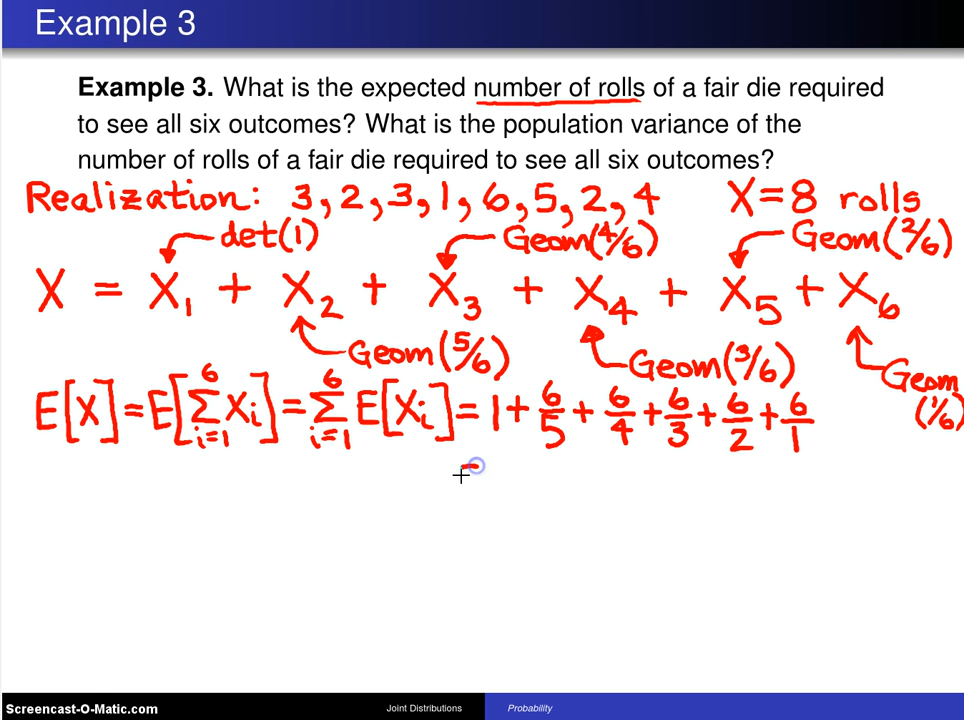 Example 3
Example 3. What is the expected number of rolls of a fair die required
to see all six outcomes? What is the population variance of the
number of rolls of a fair die required to see all six outcomes?
Realization: 3, 2, 3, 1, 6, 5, 2, 4 X = 8 rolls
det(1) Geom(4/6) Geom(2/6)
X = X₁ + X₂ + X₃ + X₄ + X₅ + X₆
Geom(5/6) Geom(3/6) Geom
(1/6)
E[X] = E[∑_{i=1}^{6} Xᵢ] = ∑_{i=1}^{6} E[Xᵢ] = 1 + 6/5 + 6/4 + 6/3 + 6/2 + 6/1
Screencast-O-Matic.com Joint Distributions Probability